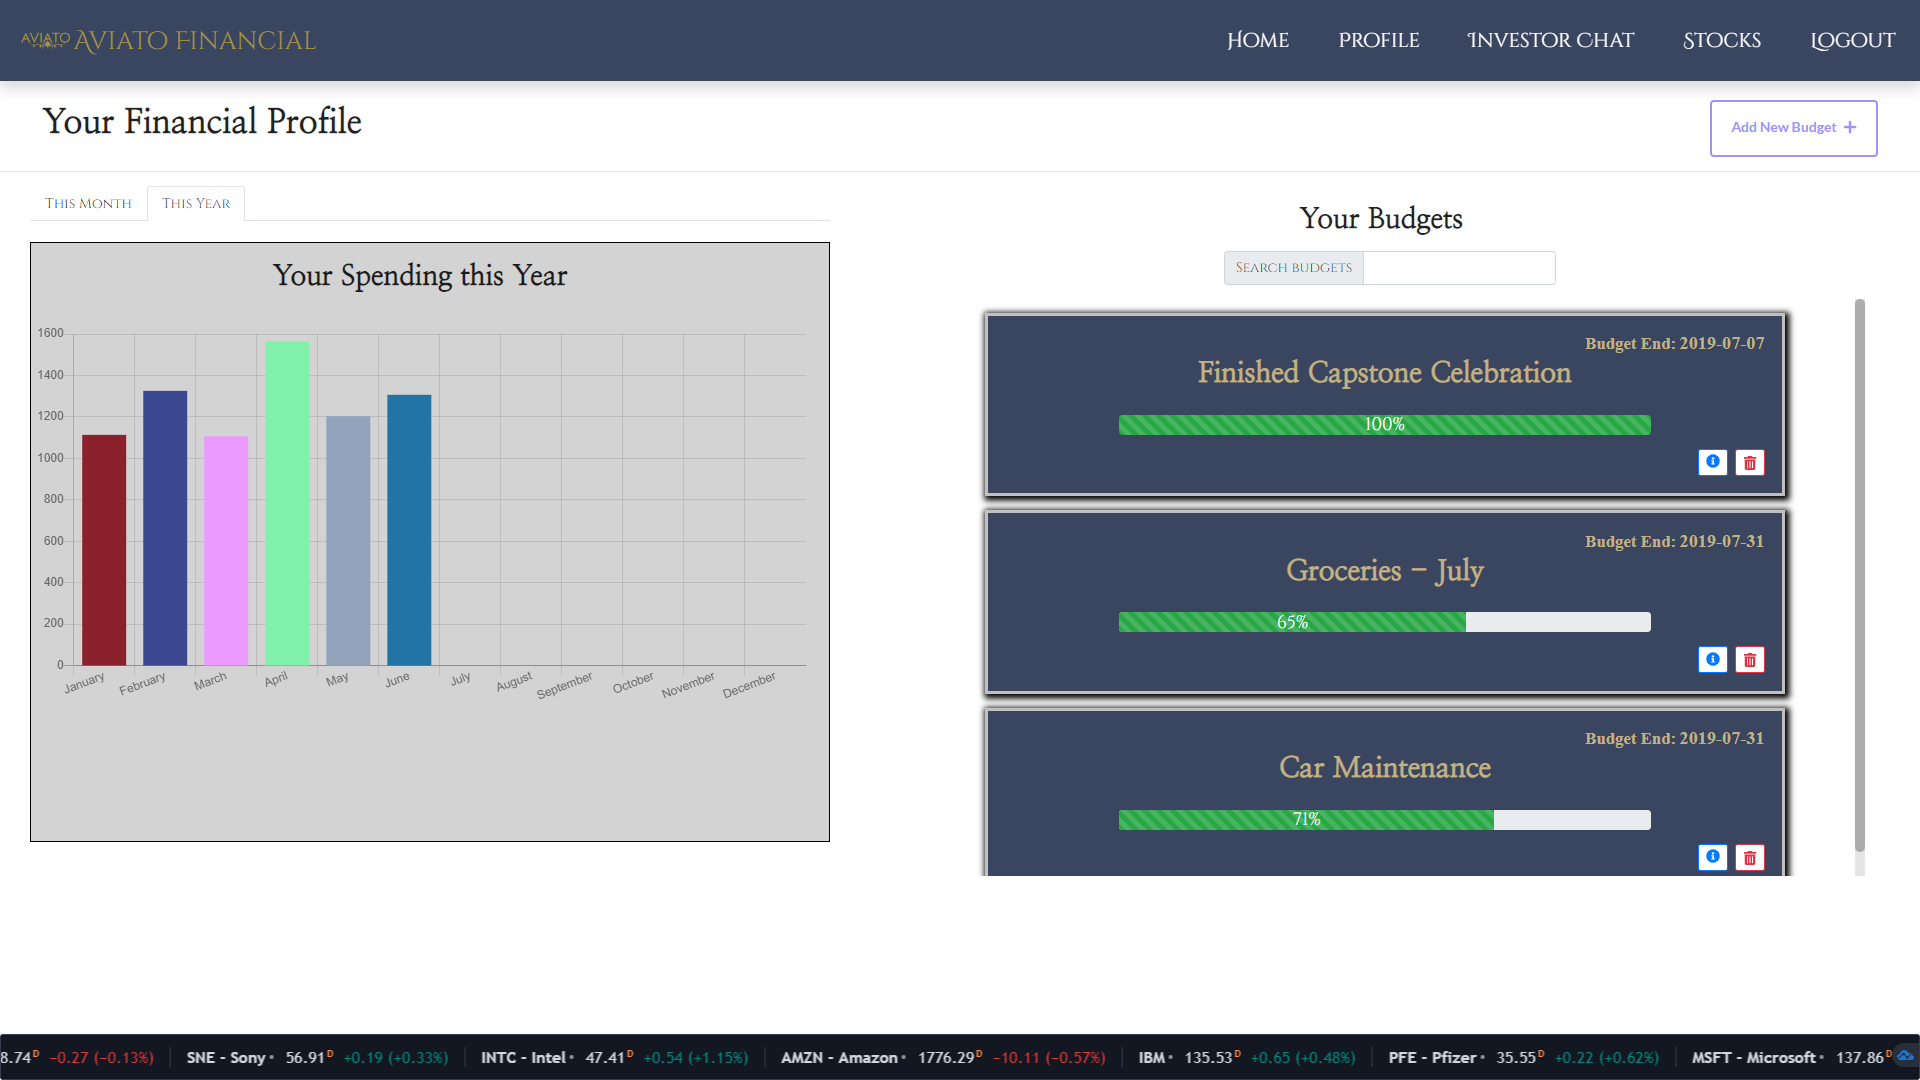 AVIATO Aviato Financial
Home Profile Investor Chat Stocks Logout
Your Financial Profile
Add New Budget
This Month This Year
Your Spending this Year
1600
1400
1200
1000
800
600
400
200
0
January February March April May June July August September October November December
Your Budgets
Search budgets
Budget End: 2019-07-07
Finished Capstone Celebration
100%
Budget End: 2019-07-31
Groceries - July
65%
Budget End: 2019-07-31
Car Maintenance
71%
8.74 D −0.27 (−0.13%) SNE - Sony • 56.91 D +0.19 (+0.33%) INTC - Intel • 47.41 D +0.54 (+1.15%) AMZN - Amazon • 1776.29 D −10.11 (−0.57%) IBM • 135.53 D +0.65 (+0.48%) PFE - Pfizer • 35.55 D +0.22 (+0.62%) MSFT - Microsoft • 137.86 D